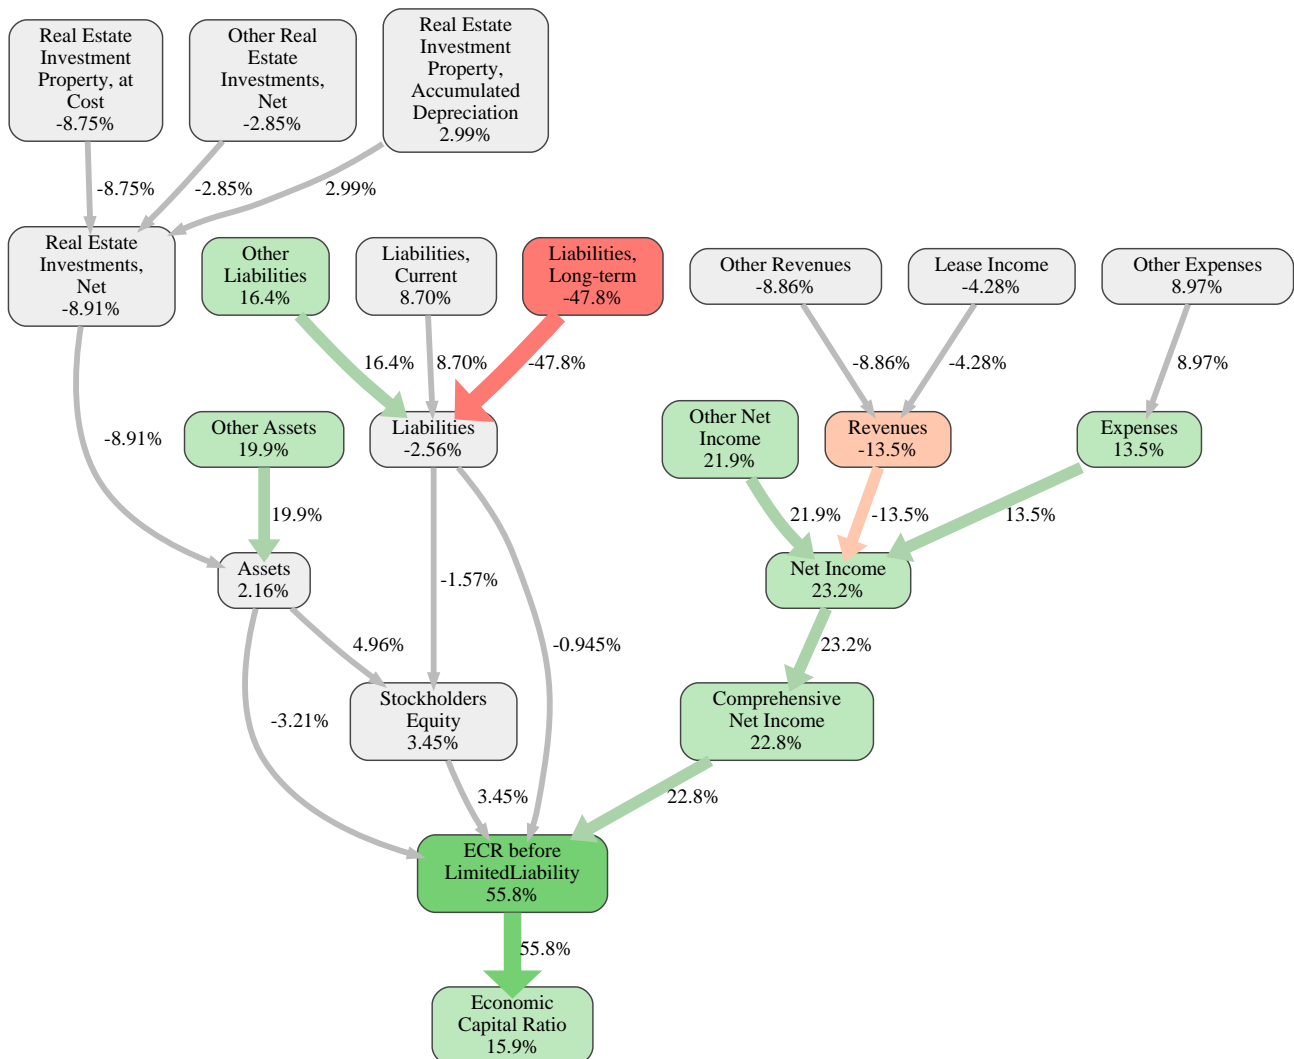 Real Estate
Investment
Property, at
Cost
-8.75%
Other Real
Estate
Investments,
Net
-2.85%
Real Estate
Investment
Property,
Accumulated
Depreciation
2.99%
-8.75%
-2.85%
2.99%
Real Estate
Investments,
Net
-8.91%
Other
Liabilities
16.4%
Liabilities,
Current
8.70%
Liabilities,
Long-term
-47.8%
Other Revenues
-8.86%
Lease Income
-4.28%
Other Expenses
8.97%
16.4%
8.70%
-47.8%
-8.86%
-4.28%
8.97%
-8.91%
Other Assets
19.9%
Liabilities
-2.56%
Other Net
Income
21.9%
Revenues
-13.5%
Expenses
13.5%
19.9%
21.9%
-13.5%
13.5%
Assets
2.16%
-1.57%
Net Income
23.2%
4.96%
-0.945%
23.2%
-3.21%
Stockholders
Equity
3.45%
Comprehensive
Net Income
22.8%
3.45%
22.8%
ECR before
LimitedLiability
55.8%
55.8%
Economic
Capital Ratio
15.9%